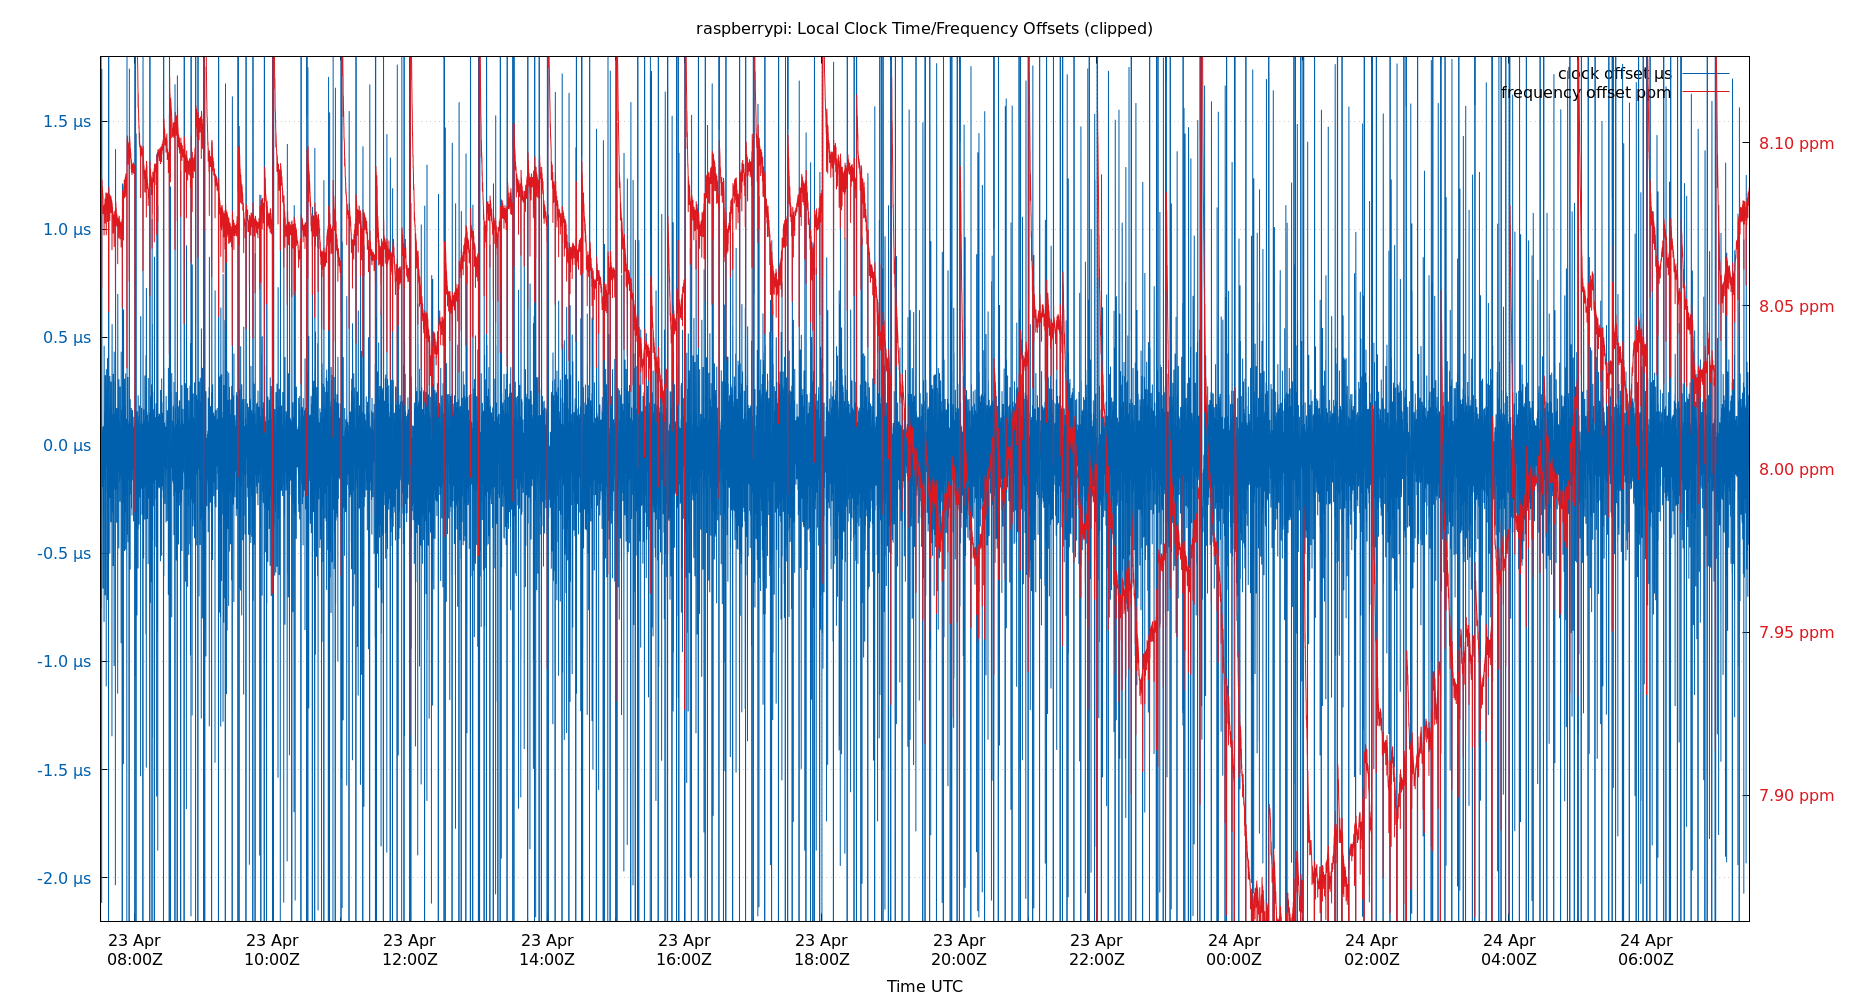 raspberrypi: Local Clock Time/Frequency Offsets (clipped)
clock offset µs
frequency offset ppm
1.5 µs
1.0 µs
0.5 µs
0.0 µs
-0.5 µs
-1.0 µs
-1.5 µs
-2.0 µs
8.10 ppm
8.05 ppm
8.00 ppm
7.95 ppm
7.90 ppm
23 Apr 23 Apr 23 Apr 23 Apr 23 Apr 23 Apr 23 Apr 23 Apr 24 Apr 24 Apr 24 Apr 24 Apr
08:00Z 10:00Z 12:00Z 14:00Z 16:00Z 18:00Z 20:00Z 22:00Z 00:00Z 02:00Z 04:00Z 06:00Z
Time UTC